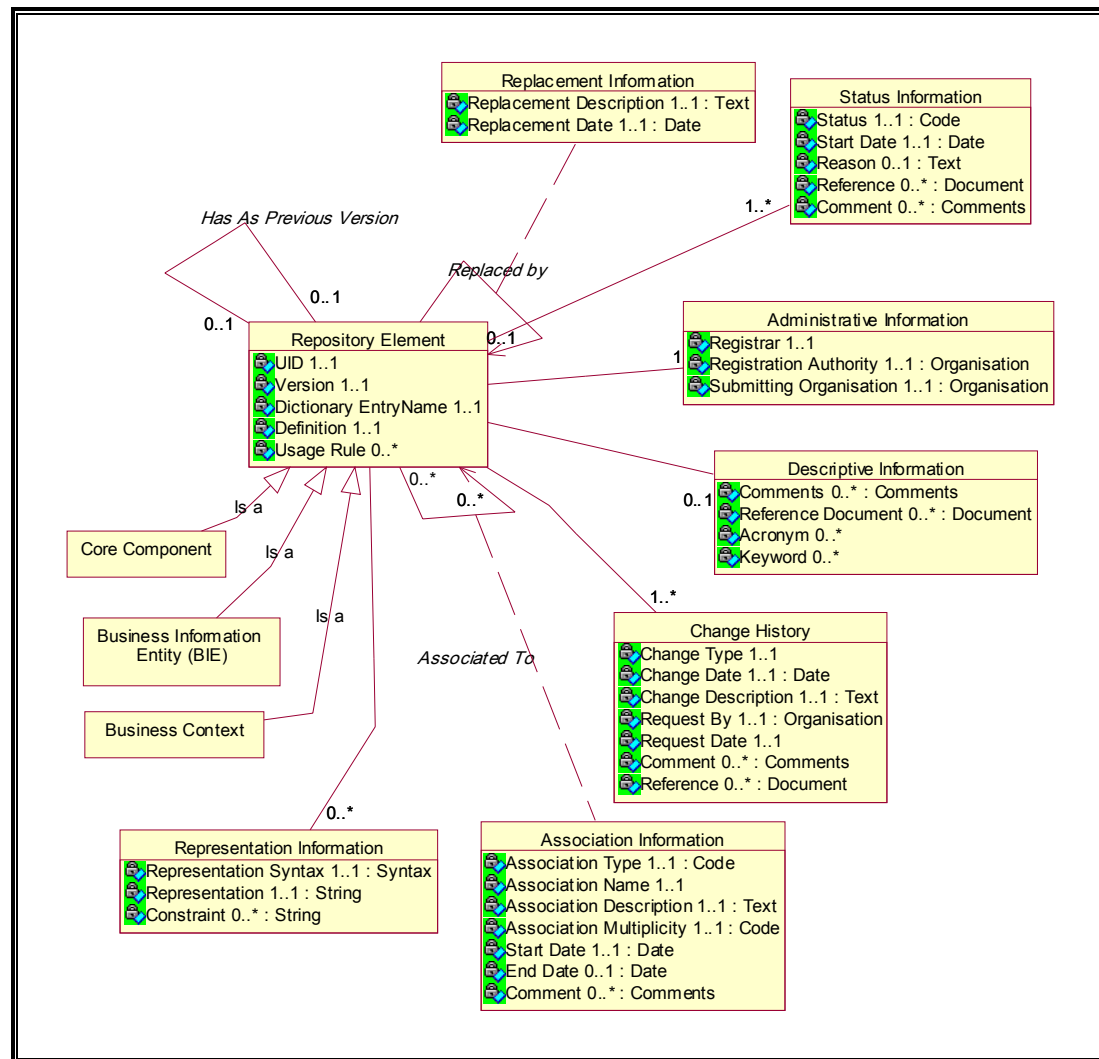 Replacement Information
Replacement Description 1..1 : Text
Replacement Date 1..1 : Date
Status Information
Status 1..1 : Code
Start Date 1..1 : Date
Reason 0..1 : Text
Reference 0..* : Document
Comment 0..* : Comments
1..*
Has As Previous Version
Replaced by
0..1
0..1
0..1
Repository Element
UID 1..1
Version 1..1
Dictionary EntryName 1..1
Definition 1..1
Usage Rule 0..*
Administrative Information
Registrar 1..1
Registration Authority 1..1 : Organisation
Submitting Organisation 1..1 : Organisation
1
Descriptive Information
Comments 0..* : Comments
Reference Document 0..* : Document
Acronym 0..*
Keyword 0..*
0..1
0..*
0..*
Is a
Core Component
Is a
Business Information
Entity (BIE)
Is a
Business Context
Associated To
1..*
Change History
Change Type 1..1
Change Date 1..1 : Date
Change Description 1..1 : Text
Request By 1..1 : Organisation
Request Date 1..1
Comment 0..* : Comments
Reference 0..* : Document
0..*
Representation Information
Representation Syntax 1..1 : Syntax
Representation 1..1 : String
Constraint 0..* : String
Association Information
Association Type 1..1 : Code
Association Name 1..1
Association Description 1..1 : Text
Association Multiplicity 1..1 : Code
Start Date 1..1 : Date
End Date 0..1 : Date
Comment 0..* : Comments